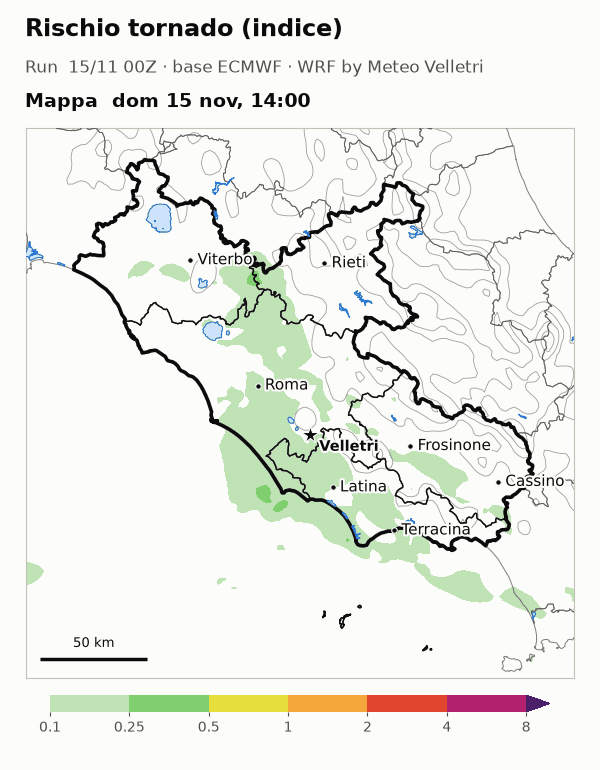 Rischio tornado (indice)
Run 15/11 00Z · base ECMWF · WRF by Meteo Velletri
Mappa dom 15 nov, 14:00
Viterbo
Rieti
Roma
Velletri
Frosinone
Latina
Cassino
Terracina
50 km
0.1 0.25 0.5 1 2 4 8